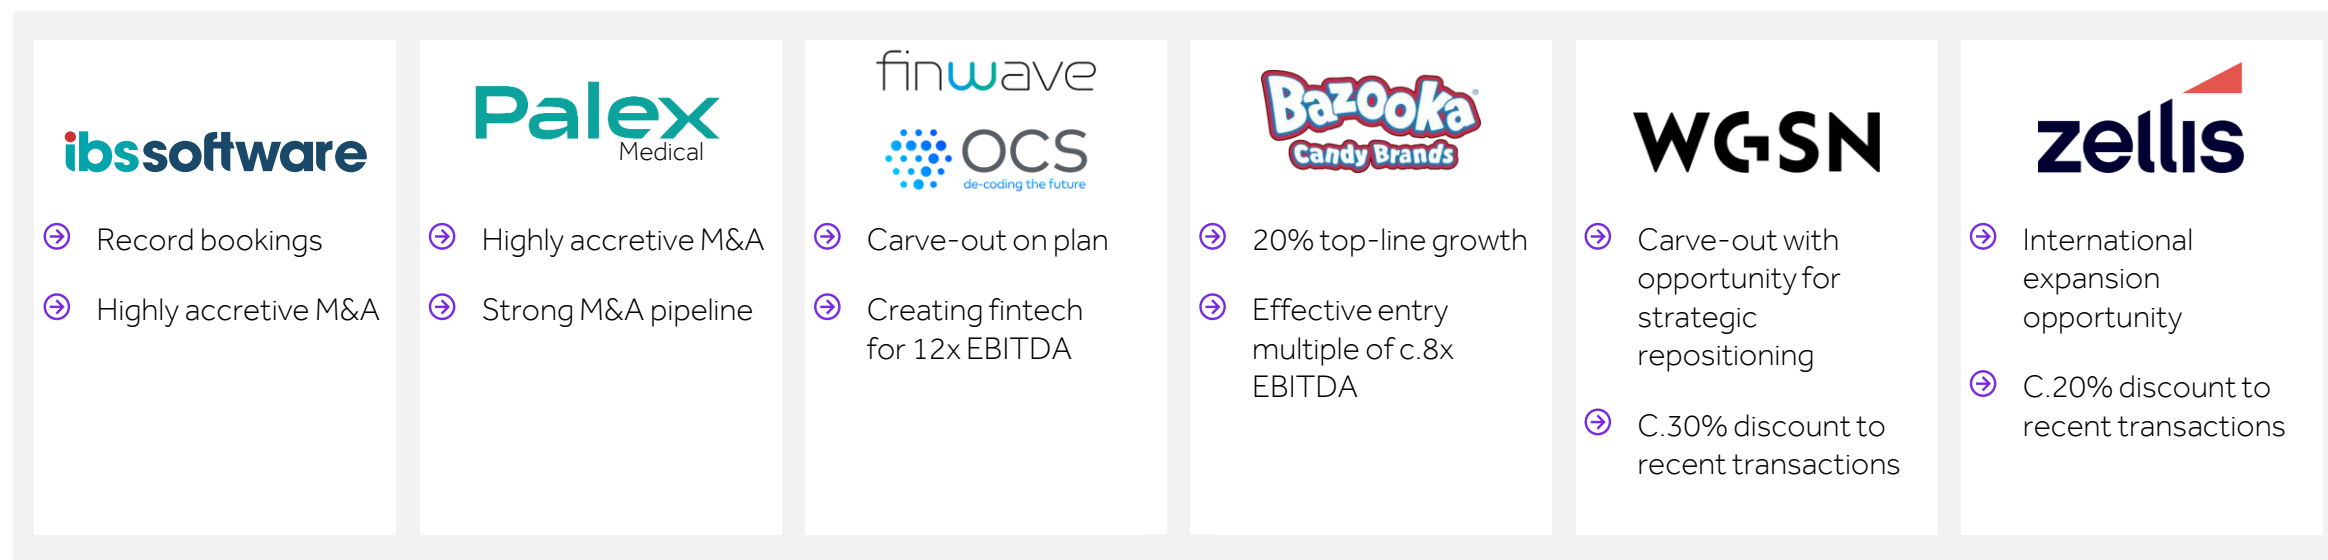 ibssoftware
Record bookings
Highly accretive M&A
Palex
Medical
Highly accretive M&A
Strong M&A pipeline
finwave
OCS
de-coding the future
Carve-out on plan
Creating fintech
for 12x EBITDA
Bazooka®
Candy Brands
20% top-line growth
Effective entry
multiple of c.8x
EBITDA
WGSN
Carve-out with
opportunity for
strategic
repositioning
C.30% discount to
recent transactions
zellis
International
expansion
opportunity
C.20% discount to
recent transactions